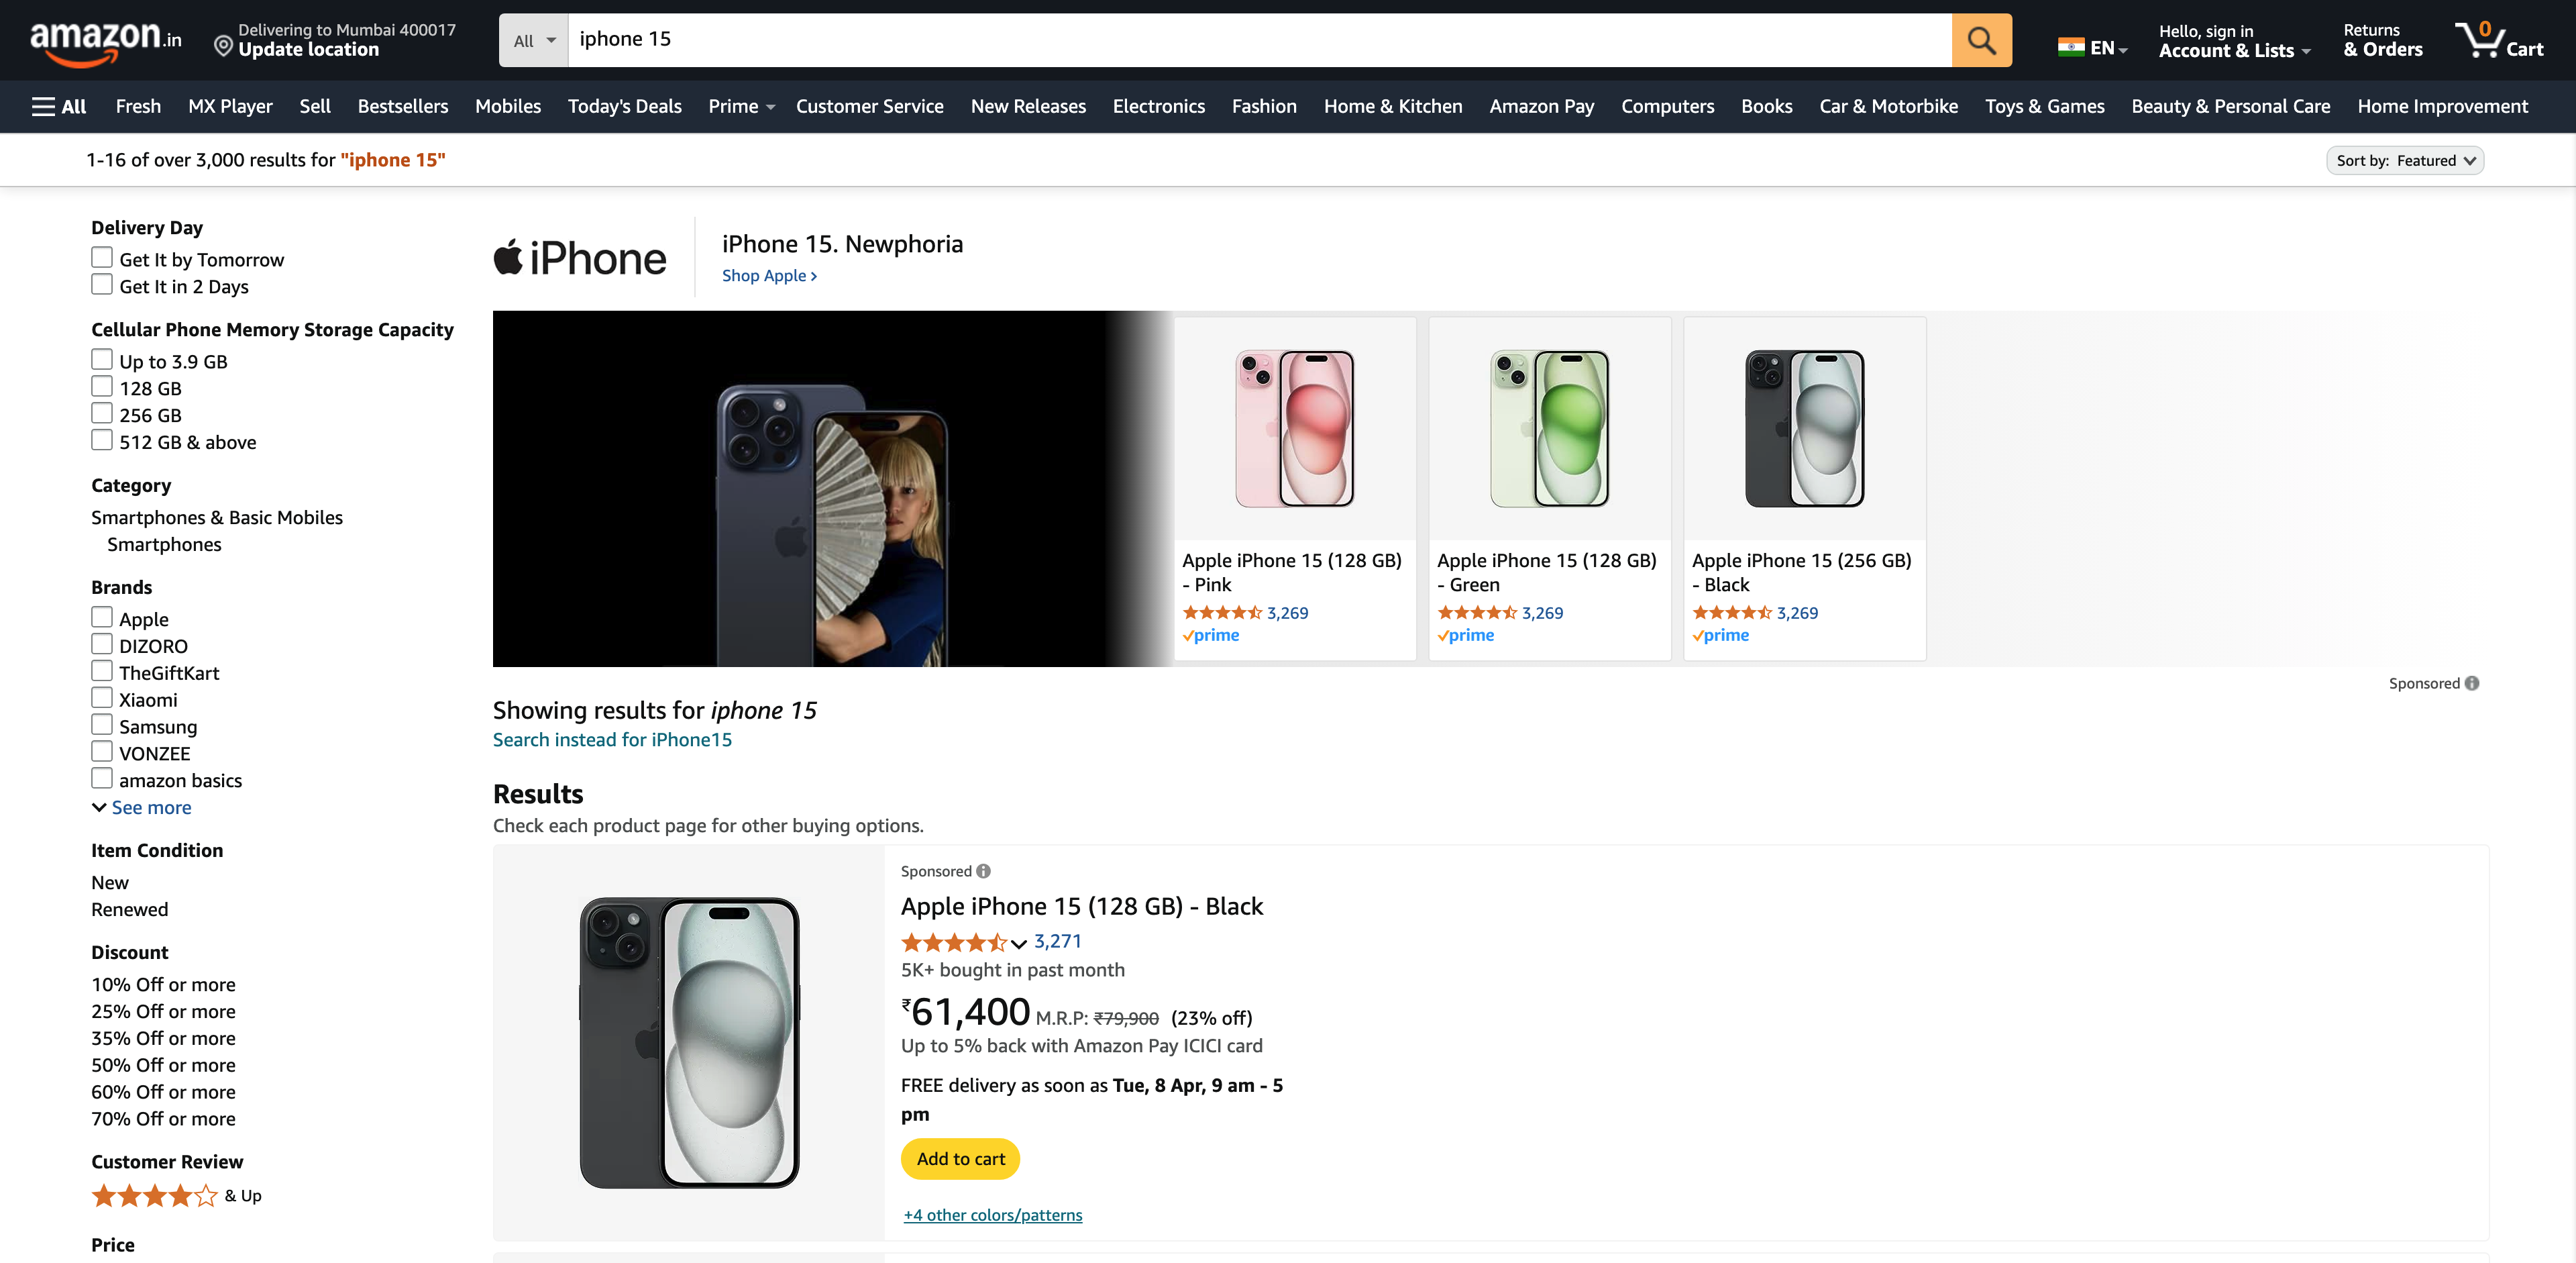 amazon.in
Delivering to Mumbai 400017
Update location
All
iphone 15
EN
Hello, sign in
Account & Lists
Returns
& Orders
0
Cart
All
Fresh
MX Player
Sell
Bestsellers
Mobiles
Today's Deals
Prime
Customer Service
New Releases
Electronics
Fashion
Home & Kitchen
Amazon Pay
Computers
Books
Car & Motorbike
Toys & Games
Beauty & Personal Care
Home Improvement
1-16 of over 3,000 results for "iphone 15"
Sort by: Featured
Delivery Day
Get It by Tomorrow
Get It in 2 Days
Cellular Phone Memory Storage Capacity
Up to 3.9 GB
128 GB
256 GB
512 GB & above
Category
Smartphones & Basic Mobiles
Smartphones
Brands
Apple
DIZORO
TheGiftKart
Xiaomi
Samsung
VONZEE
amazon basics
See more
Item Condition
New
Renewed
Discount
10% Off or more
25% Off or more
35% Off or more
50% Off or more
60% Off or more
70% Off or more
Customer Review
& Up
Price
iPhone
iPhone 15. Newphoria
Shop Apple ›
Apple iPhone 15 (128 GB)
- Pink
3,269
prime
Apple iPhone 15 (128 GB)
- Green
3,269
prime
Apple iPhone 15 (256 GB)
- Black
3,269
prime
Sponsored
Showing results for iphone 15
Search instead for iPhone15
Results
Check each product page for other buying options.
Sponsored
Apple iPhone 15 (128 GB) - Black
3,271
5K+ bought in past month
₹61,400 M.R.P: ₹79,900 (23% off)
Up to 5% back with Amazon Pay ICICI card
FREE delivery as soon as Tue, 8 Apr, 9 am - 5
pm
Add to cart
+4 other colors/patterns